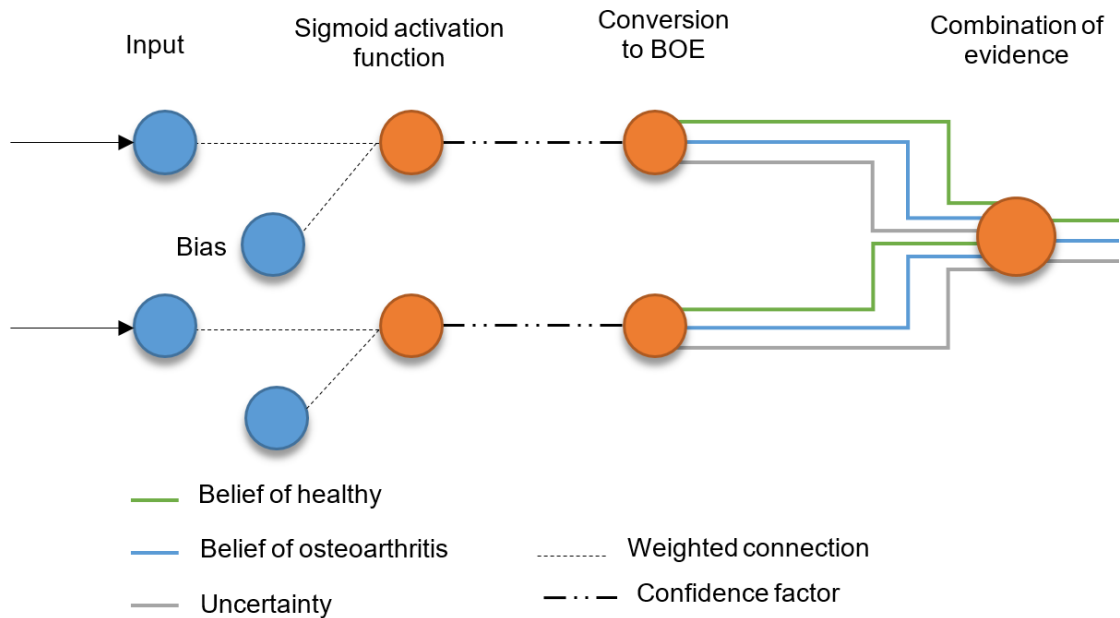 Input
Sigmoid activation
function
Conversion
to BOE
Combination of
evidence
Bias
Belief of healthy
Belief of osteoarthritis
Uncertainty
Weighted connection
Confidence factor